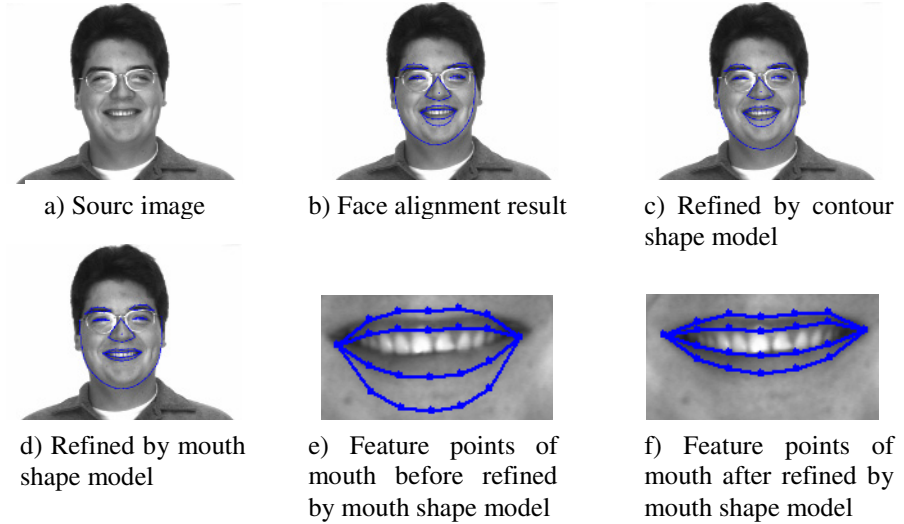 a) Sourc image
b) Face alignment result
c) Refined by contour
shape model
d) Refined by mouth
shape model
e) Feature points of
mouth before refined
by mouth shape model
f) Feature points of
mouth after refined by
mouth shape model